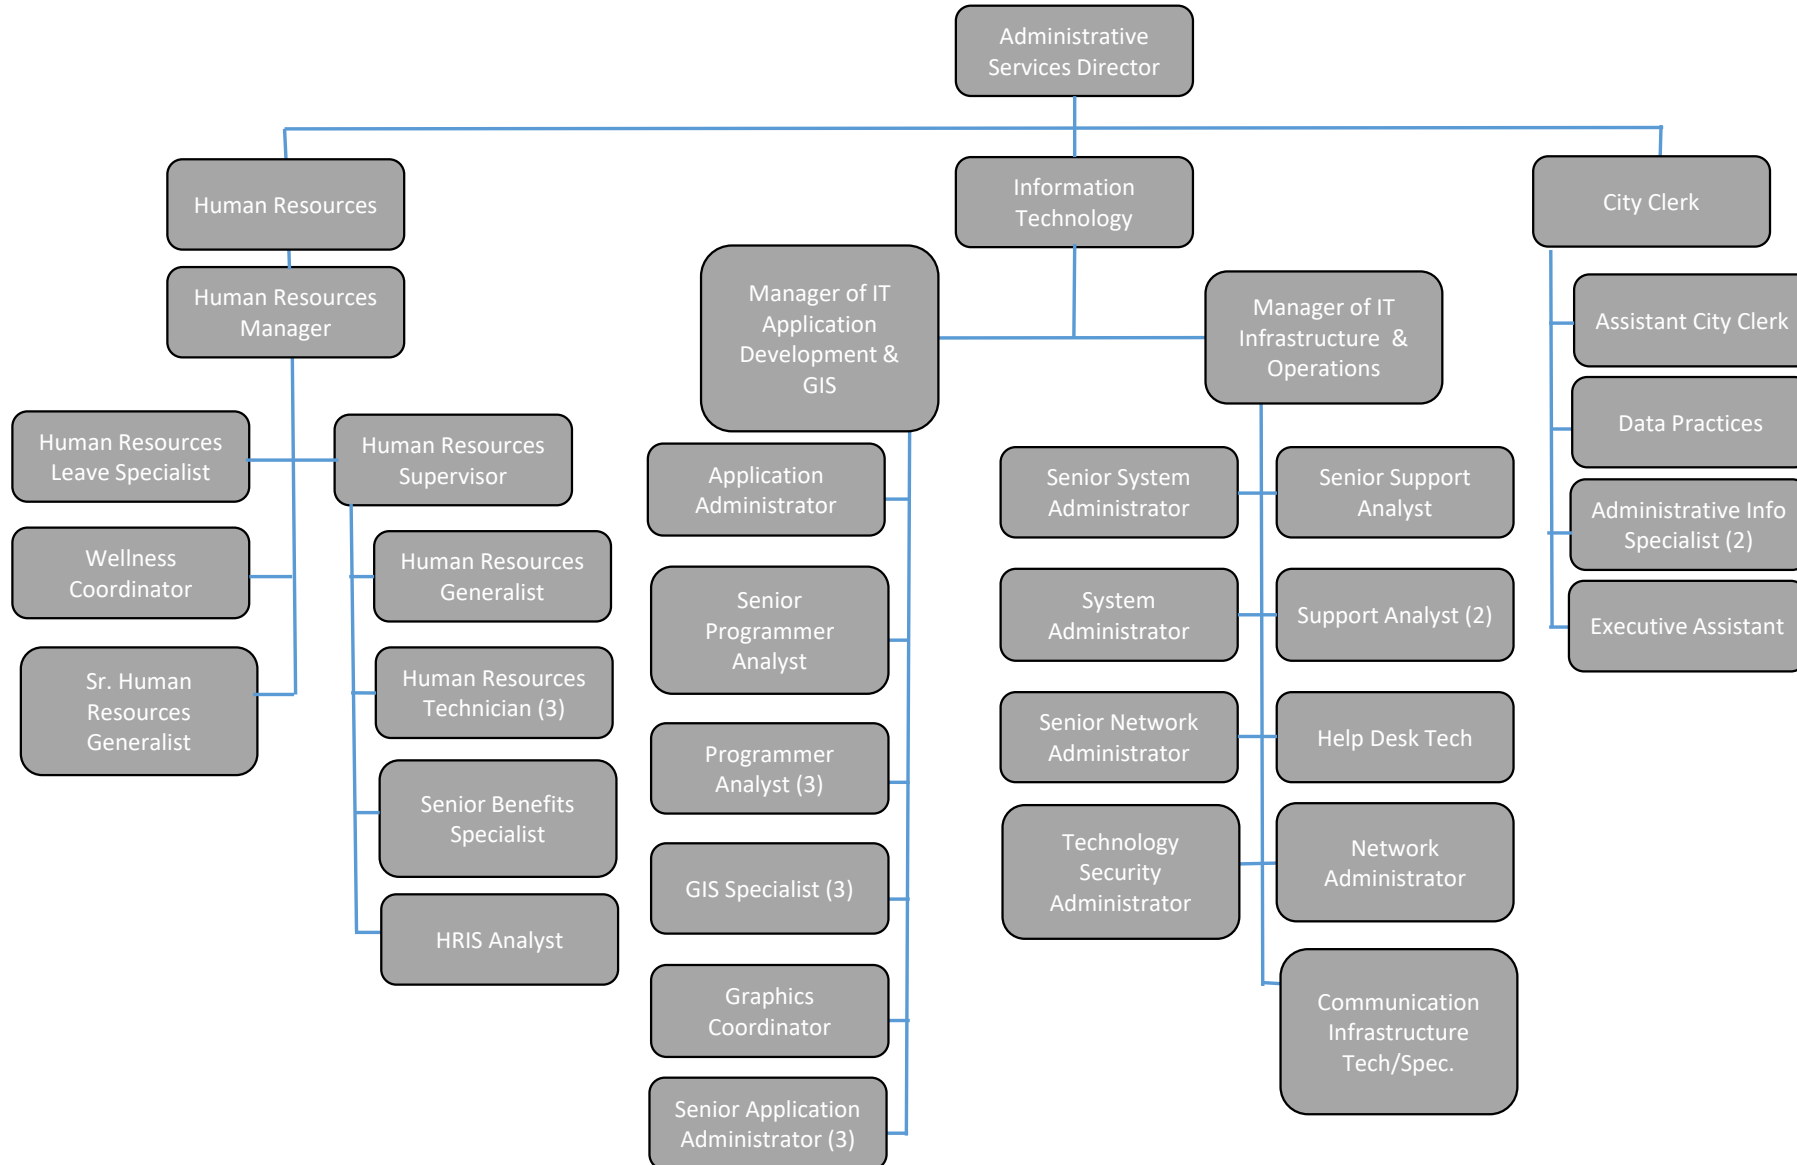 Administrative
Services Director
Human Resources
Information
Technology
City Clerk
Human Resources
Manager
Manager of IT
Application
Development &
GIS
Manager of IT
Infrastructure  &
Operations
Assistant City Clerk
Data Practices
Administrative Info
Specialist (2)
Executive Assistant
Human Resources
Leave Specialist
Human Resources
Supervisor
Wellness
Coordinator
Sr. Human
Resources
Generalist
Human Resources
Generalist
Human Resources
Technician (3)
Senior Benefits
Specialist
HRIS Analyst
Application
Administrator
Senior
Programmer
Analyst
Programmer
Analyst (3)
GIS Specialist (3)
Graphics
Coordinator
Senior Application
Administrator (3)
Senior System
Administrator
Senior Support
Analyst
System
Administrator
Support Analyst (2)
Senior Network
Administrator
Help Desk Tech
Technology
Security
Administrator
Network
Administrator
Communication
Infrastructure
Tech/Spec.